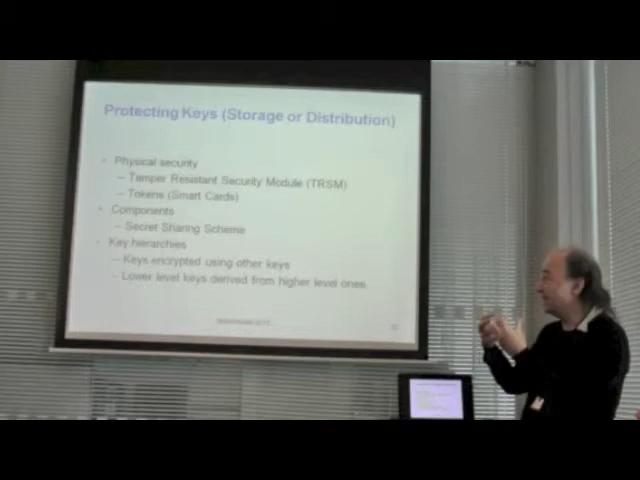 Protecting Keys (Storage or Distribution)
• Physical security
– Tamper Resistant Security Module (TRSM)
– Tokens (Smart Cards)
• Components
– Secret Sharing Scheme
• Key hierarchies
– Keys encrypted using other keys
– Lower level keys derived from higher level ones